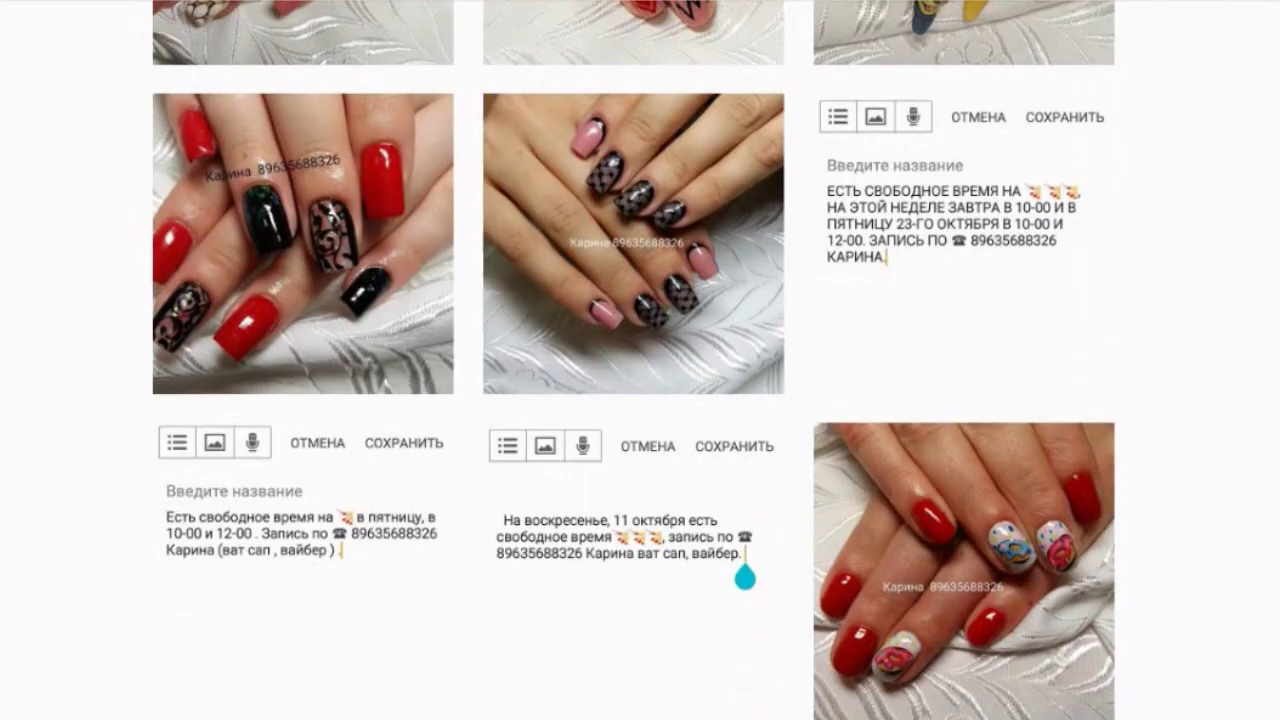 Карина 89635688326
Карина 89635688326
ОТМЕНА СОХРАНИТЬ
Введите название
ЕСТЬ СВОБОДНОЕ ВРЕМЯ НА 💅💅💅,
НА ЭТОЙ НЕДЕЛЕ ЗАВТРА В 10-00 И В
ПЯТНИЦУ 23-ГО ОКТЯБРЯ В 10-00 И
12-00. ЗАПИСЬ ПО ☎ 89635688326
КАРИНА.
ОТМЕНА СОХРАНИТЬ
Введите название
Есть свободное время на 💅 в пятницу, в
10-00 и 12-00 . Запись по ☎ 89635688326
Карина (ват сап , вайбер ) .
ОТМЕНА СОХРАНИТЬ
На воскресенье, 11 октября есть
свободное время 💅💅💅, запись по ☎
89635688326 Карина ват сап, вайбер.
Карина 89635688326